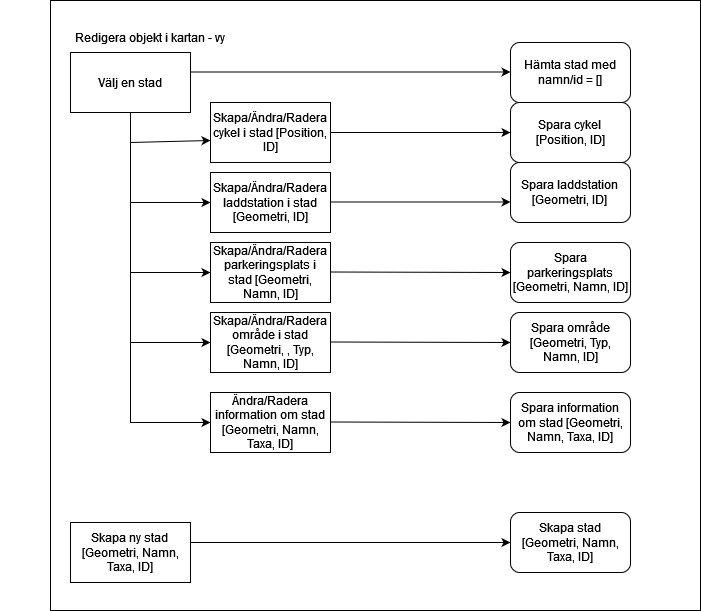 Redigera objekt i kartan - vy
Välj en stad
Hämta stad med
namn/id = []
Skapa/Ändra/Radera
cykel i stad [Position,
ID]
Spara cykel
[Position, ID]
Skapa/Ändra/Radera
laddstation i stad
[Geometri, ID]
Spara laddstation
[Geometri, ID]
Skapa/Ändra/Radera
parkeringsplats i
stad [Geometri,
Namn, ID]
Spara
parkeringsplats
[Geometri, Namn, ID]
Skapa/Ändra/Radera
område i stad
[Geometri, , Typ,
Namn, ID]
Spara område
[Geometri, Typ,
Namn, ID]
Ändra/Radera
information om stad
[Geometri, Namn,
Taxa, ID]
Spara information
om stad [Geometri,
Namn, Taxa, ID]
Skapa ny stad
[Geometri, Namn,
Taxa, ID]
Skapa stad
[Geometri, Namn,
Taxa, ID]